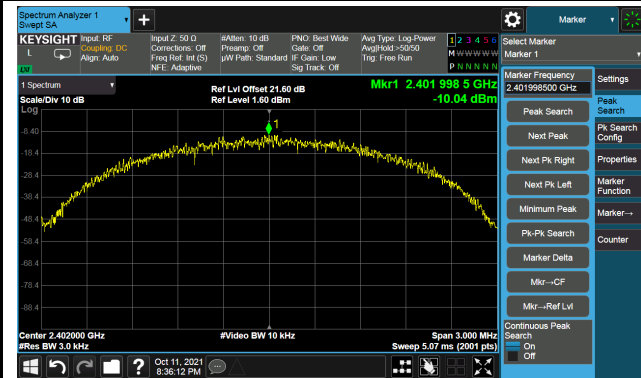 Spectrum Analyzer 1
Swept SA
+
Marker
KEYSIGHT
L
LXI
Input: RF
Coupling: DC
Align: Auto
Input Z: 50 Ω
Corrections: Off
Freq Ref: Int (S)
NFE: Adaptive
#Atten: 10 dB
Preamp: Off
µW Path: Standard
PNO: Best Wide
Gate: Off
IF Gain: Low
Sig Track: Off
Avg Type: Log-Power
Avg|Hold:>50/50
Trig: Free Run
1 2 3 4 5 6
M W W W W W
P N N N N N
Select Marker
Marker 1
1 Spectrum
Scale/Div 10 dB
Log
Ref Lvl Offset 21.60 dB
Ref Level 1.60 dBm
Mkr1 2.401 998 5 GHz
-10.04 dBm
1
-8.40
-18.4
-28.4
-38.4
-48.4
-58.4
-68.4
-78.4
-88.4
Center 2.402000 GHz
#Res BW 3.0 kHz
#Video BW 10 kHz
Span 3.000 MHz
Sweep 5.07 ms (2001 pts)
Marker Frequency
2.401998500 GHz
Peak Search
Next Peak
Next Pk Right
Next Pk Left
Minimum Peak
Pk-Pk Search
Marker Delta
Mkr→CF
Mkr→Ref Lvl
Continuous Peak
Search
On
Off
Settings
Peak
Search
Pk Search
Config
Properties
Marker
Function
Marker→
Counter
?
Oct 11, 2021
8:36:12 PM